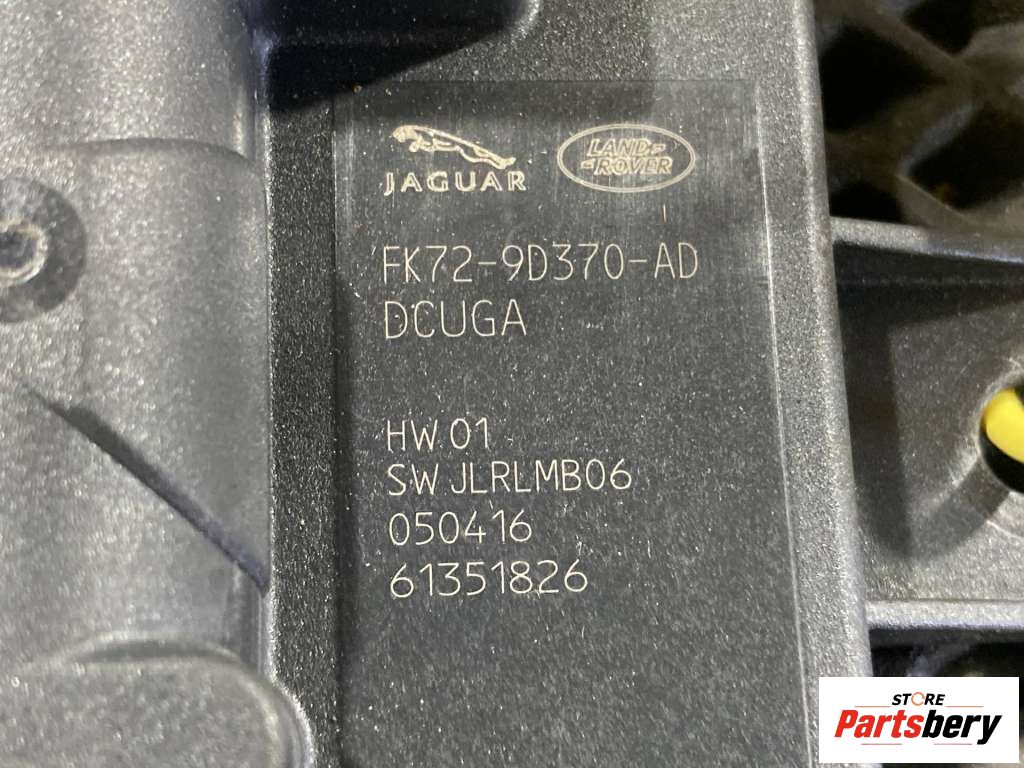 JAGUAR
LAND
ROVER
FK72-9D370-AD
DCUGA
HW 01
SW JLRLMB06
050416
61351826
STORE
Partsbery